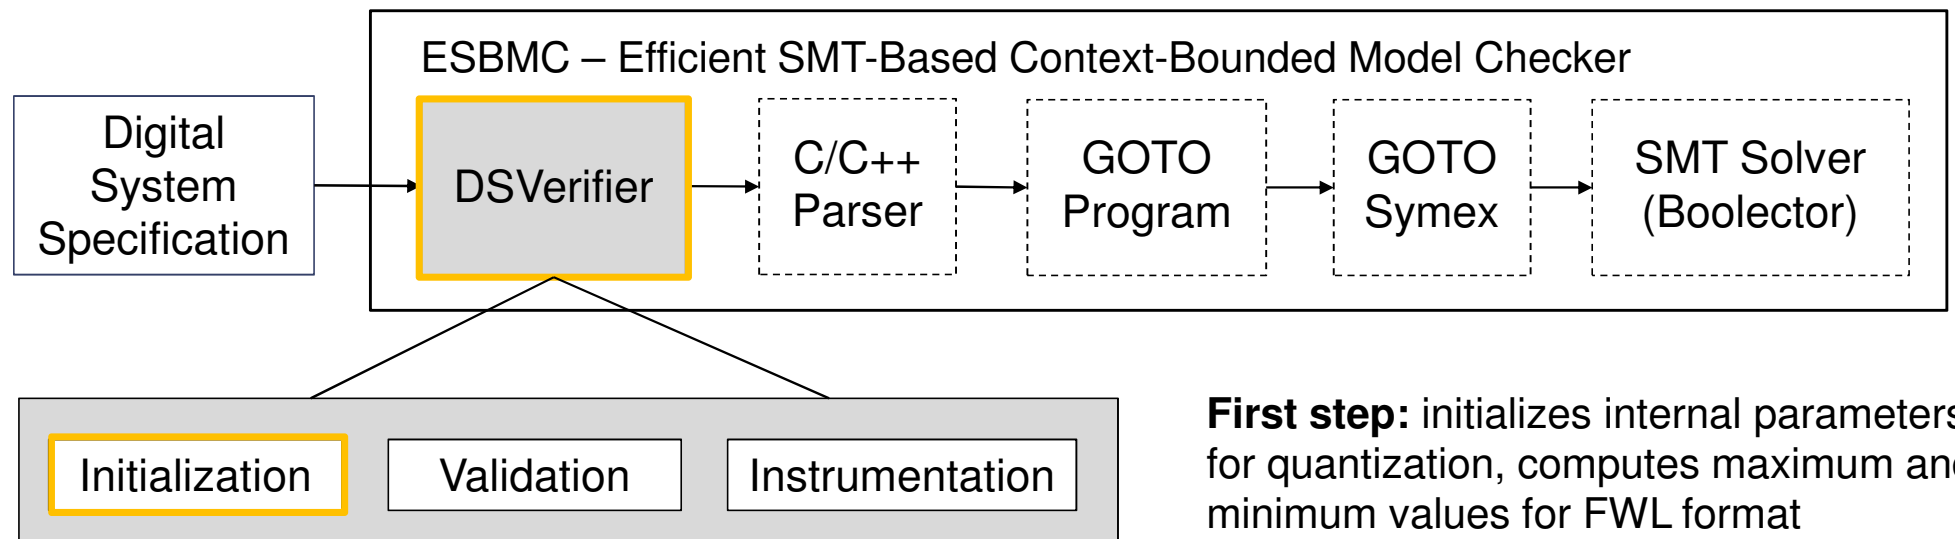 ESBMC – Efficient SMT-Based Context-Bounded Model Checker
Digital
System
Specification
DSVerifier
C/C++
Parser
GOTO
Program
GOTO
Symex
SMT Solver
(Boolector)
Initialization
Validation
Instrumentation
First step: initializes internal parameters
for quantization, computes maximum and
minimum values for FWL format